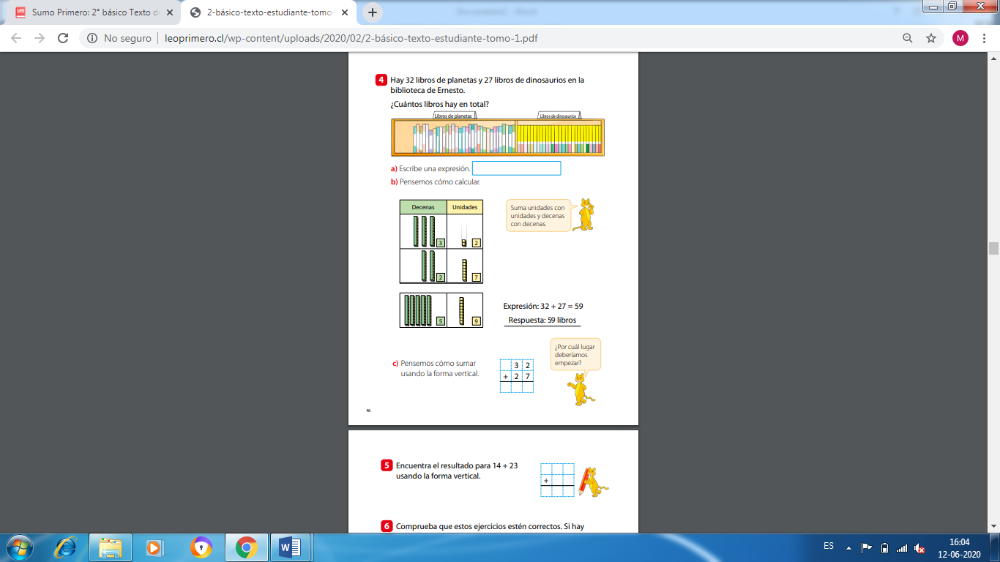 Sumo Primero: 2° básico Texto d
2-básico-texto-estudiante-tomo-
No seguro
leoprimero.cl/wp-content/uploads/2020/02/2-básico-texto-estudiante-tomo-1.pdf
M
4 Hay 32 libros de planetas y 27 libros de dinosaurios en la
biblioteca de Ernesto.
¿Cuántos libros hay en total?
Libros de planetas
Libros de dinosaurios
a) Escribe una expresión.
b) Pensemos cómo calcular.
Decenas Unidades
3 2
2 7
5 9
Suma unidades con
unidades y decenas
con decenas.
Expresión: 32 + 27 = 59
Respuesta: 59 libros
c) Pensemos cómo sumar
usando la forma vertical.
3 2
+ 2 7
¿Por cuál lugar
deberíamos
empezar?
46
5 Encuentra el resultado para 14 + 23
usando la forma vertical.
+
6 Comprueba que estos ejercicios estén correctos. Si hay
ES
16:04
12-06-2020